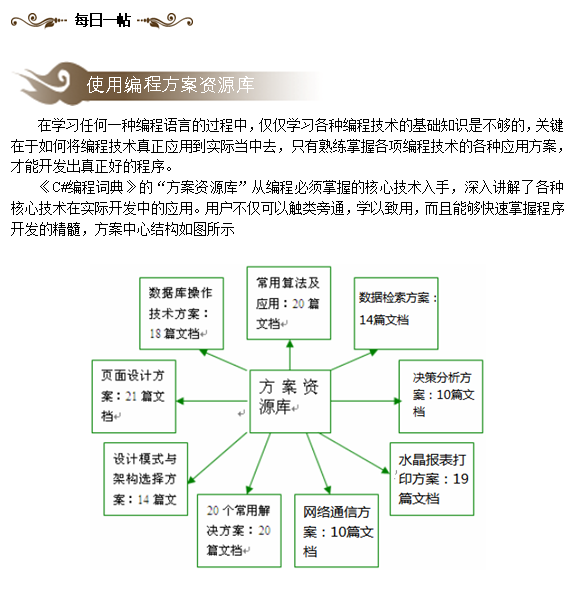 每日一帖
使用编程方案资源库
在学习任何一种编程语言的过程中，仅仅学习各种编程技术的基础知识是不够的，关键
在于如何将编程技术真正应用到实际当中去，只有熟练掌握各项编程技术的各种应用方案，
才能开发出真正好的程序。
《C#编程词典》的“方案资源库”从编程必须掌握的核心技术入手，深入讲解了各种
核心技术在实际开发中的应用。用户不仅可以触类旁通，学以致用，而且能够快速掌握程序
开发的精髓，方案中心结构如图所示
数据库操作
技术方案：
18篇文档
常用算法及
应用：20篇
文档
数据检索方案：
14篇文档
页面设计方
案：21篇文
档
方案资
源库
决策分析方
案：10篇文
档
设计模式与
架构选择方
案：14篇文
20个常用解
决方案：20
篇文档
网络通信方
案：10篇文
档
水晶报表打
印方案：19
篇文档